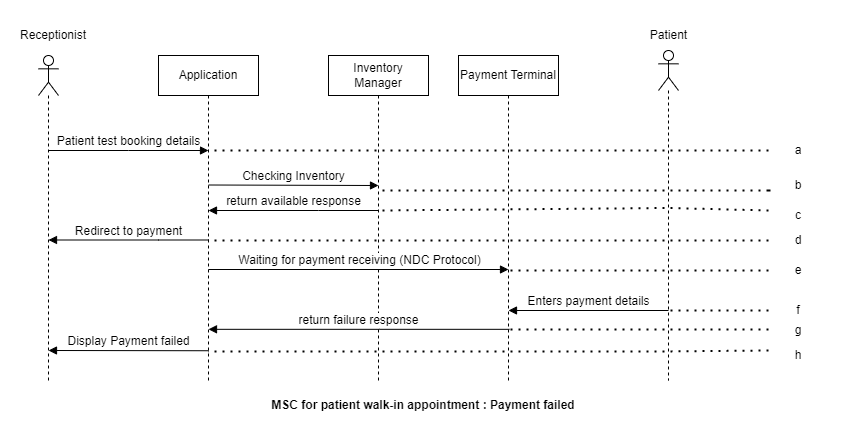 Receptionist
Patient
Application
Inventory
Manager
Payment Terminal
Patient test booking details
a
Checking Inventory
b
return available response
c
Redirect to payment
d
Waiting for payment receiving (NDC Protocol)
e
Enters payment details
f
return failure response
g
Display Payment failed
h
MSC for patient walk-in appointment : Payment failed